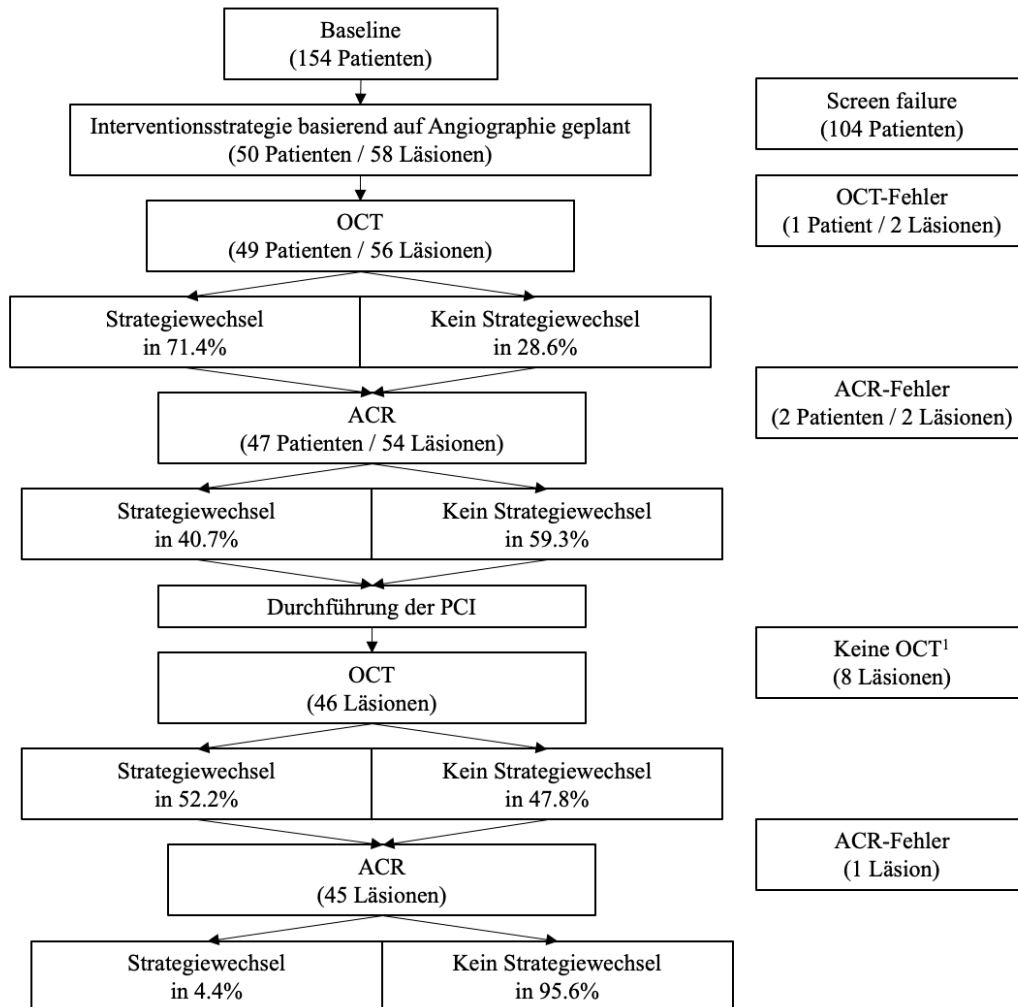 Baseline
(154 Patienten)
Screen failure
(104 Patienten)
Interventionsstrategie basierend auf Angiographie geplant
(50 Patienten / 58 Läsionen)
OCT-Fehler
(1 Patient / 2 Läsionen)
OCT
(49 Patienten / 56 Läsionen)
Strategiewechsel
in 71.4%
Kein Strategiewechsel
in 28.6%
ACR-Fehler
(2 Patienten / 2 Läsionen)
ACR
(47 Patienten / 54 Läsionen)
Strategiewechsel
in 40.7%
Kein Strategiewechsel
in 59.3%
Durchführung der PCI
Keine OCT¹
(8 Läsionen)
OCT
(46 Läsionen)
Strategiewechsel
in 52.2%
Kein Strategiewechsel
in 47.8%
ACR-Fehler
(1 Läsion)
ACR
(45 Läsionen)
Strategiewechsel
in 4.4%
Kein Strategiewechsel
in 95.6%